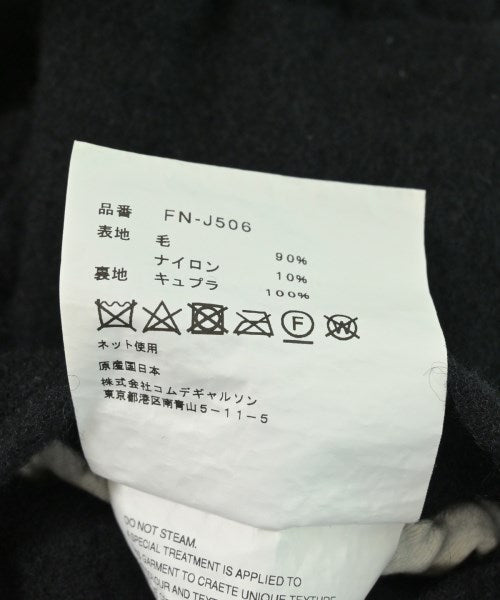 品番 FN-J506
表地 毛 90%
ナイロン 10%
裏地 キュプラ 100%
F W
ネット使用
原産国日本
株式会社コムデギャルソン
東京都港区南青山5-11-5
DO NOT STEAM.
A SPECIAL TREATMENT IS APPLIED TO
GARMENT TO CRAETE UNIQUE TEXTURE
OUR AND TEXTURE